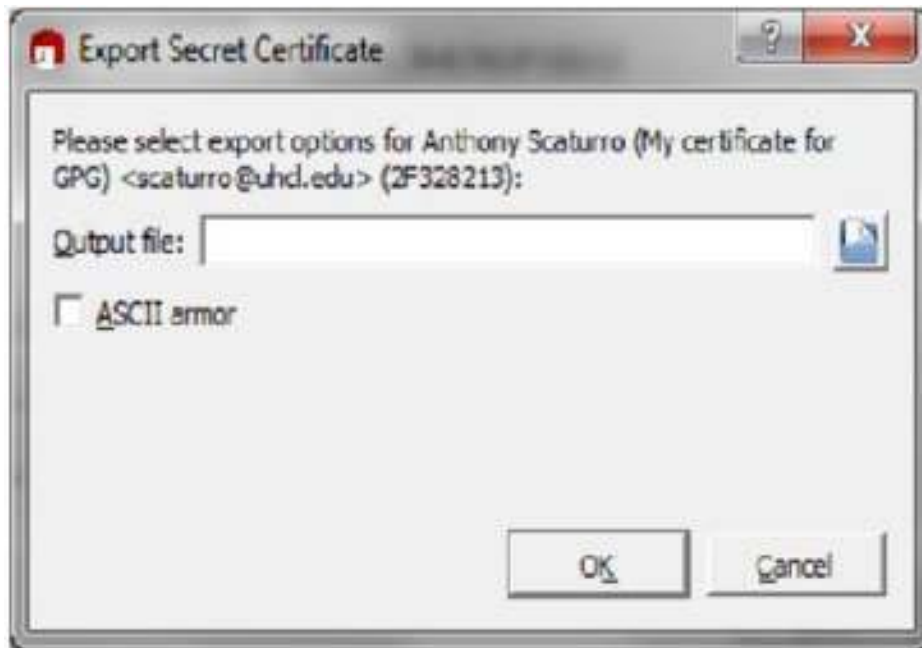 Export Secret Certificate
Please select export options for Anthony Scaturro (My certificate for
GPG) <scaturro@uhcl.edu> (2F328213):
Output file:
ASCII armor
OK
Cancel